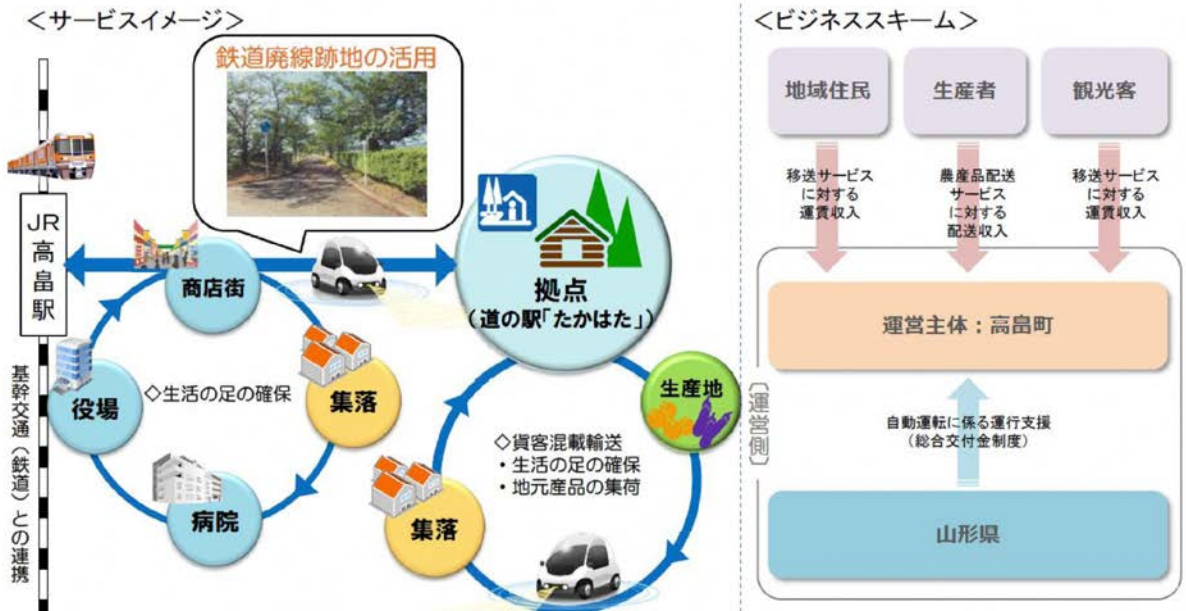 ＜サービスイメージ＞
鉄道廃線跡地の活用
JR
高畠駅
基幹交通（鉄道）との連携
商店街
役場
◇生活の足の確保
集落
病院
拠点
（道の駅「たかはた」）
生産地
◇貨客混載輸送
・生活の足の確保
・地元産品の集荷
集落
＜ビジネススキーム＞
地域住民
生産者
観光客
移送サービス
に対する
運賃収入
農産品配送
サービス
に対する
配送収入
移送サービス
に対する
運賃収入
〔運営側〕
運営主体：高畠町
自動運転に係る運行支援
（総合交付金制度）
山形県